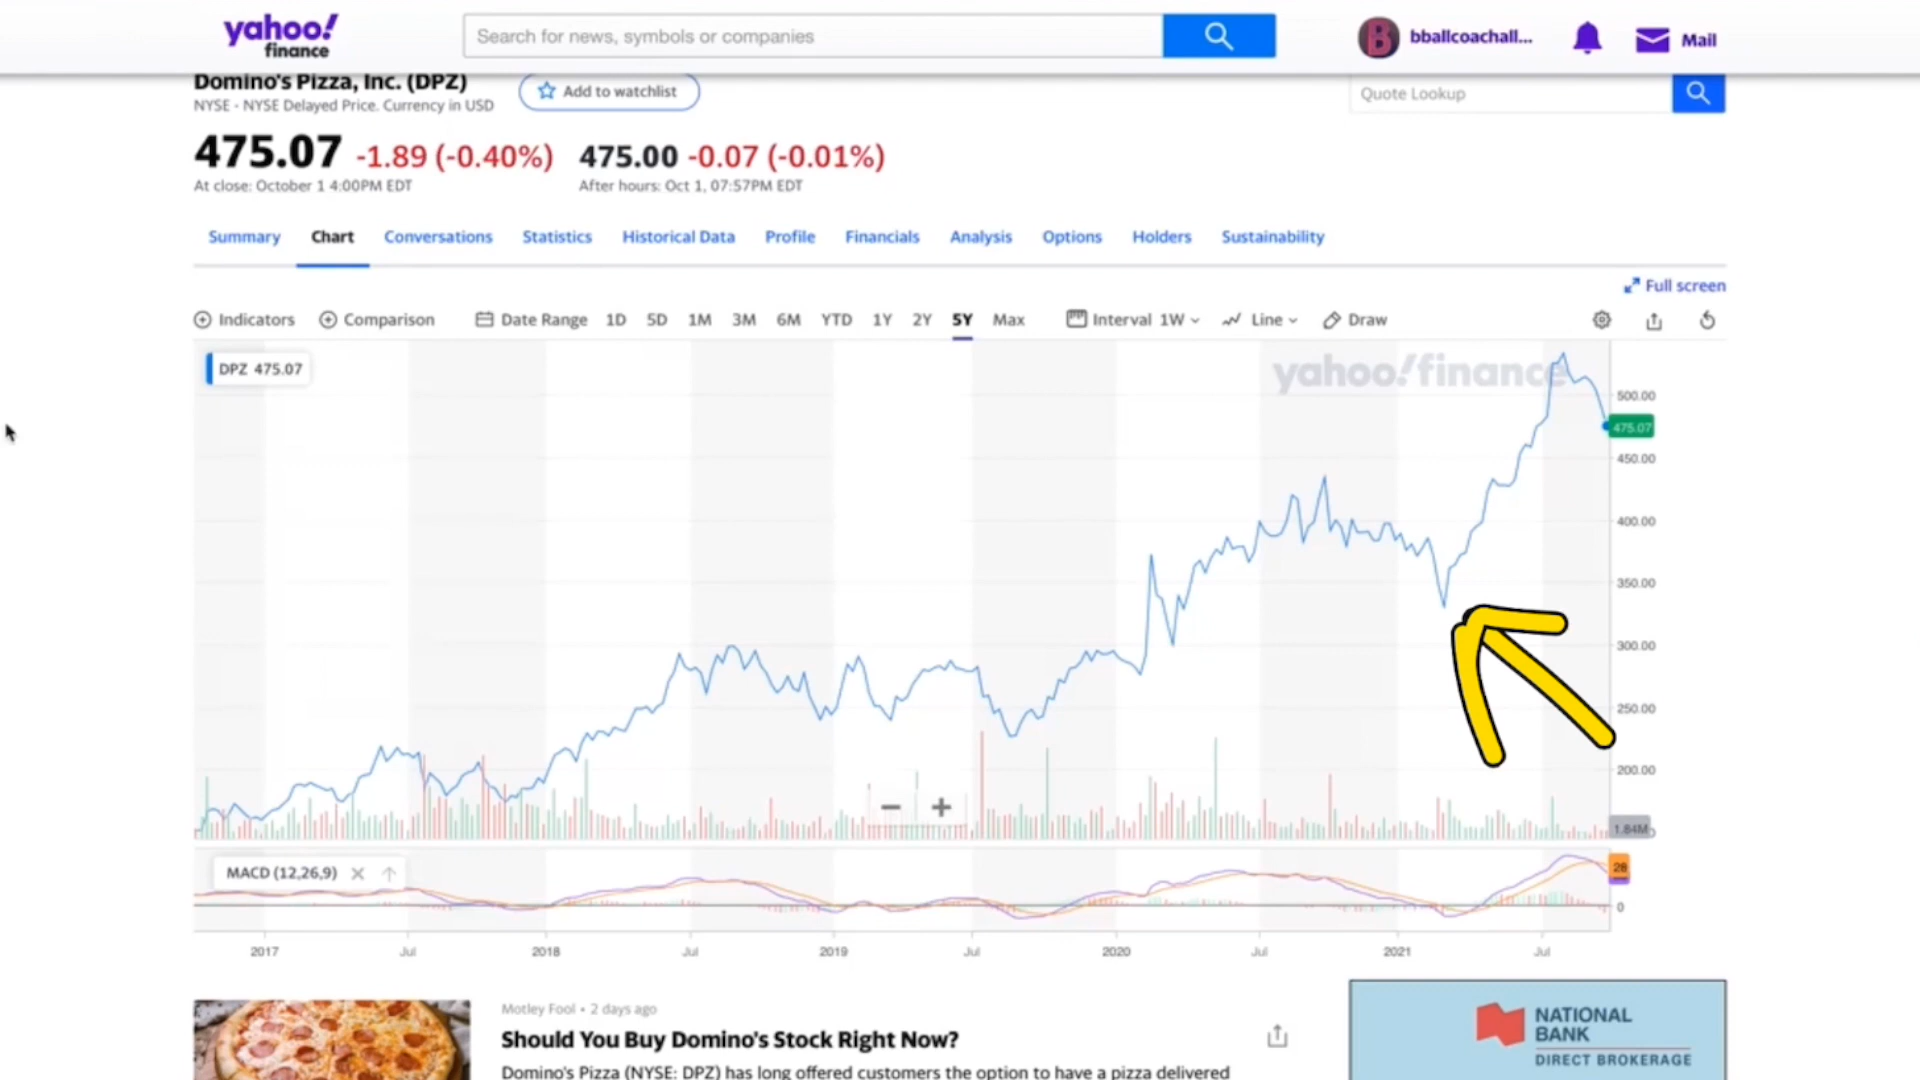 yahoo!
finance
Search for news, symbols or companies
B
bballcoachall...
Mail
Domino's Pizza, Inc. (DPZ)
NYSE - NYSE Delayed Price. Currency in USD
Add to watchlist
Quote Lookup
475.07 -1.89 (-0.40%)
At close: October 1 4:00PM EDT
475.00 -0.07 (-0.01%)
After hours: Oct 1, 07:57PM EDT
Summary Chart Conversations Statistics Historical Data Profile Financials Analysis Options Holders Sustainability
Full screen
Indicators Comparison Date Range 1D 5D 1M 3M 6M YTD 1Y 2Y 5Y Max Interval 1W Line Draw
DPZ 475.07
yahoo!finance
500.00
475.07
450.00
400.00
350.00
300.00
250.00
200.00
1.84M
MACD (12,26,9)
28
0
2017 Jul 2018 Jul 2019 Jul 2020 Jul 2021 Jul
Motley Fool • 2 days ago
Should You Buy Domino's Stock Right Now?
Domino's Pizza (NYSE: DPZ) has long offered customers the option to have a pizza delivered
NATIONAL
BANK
DIRECT BROKERAGE